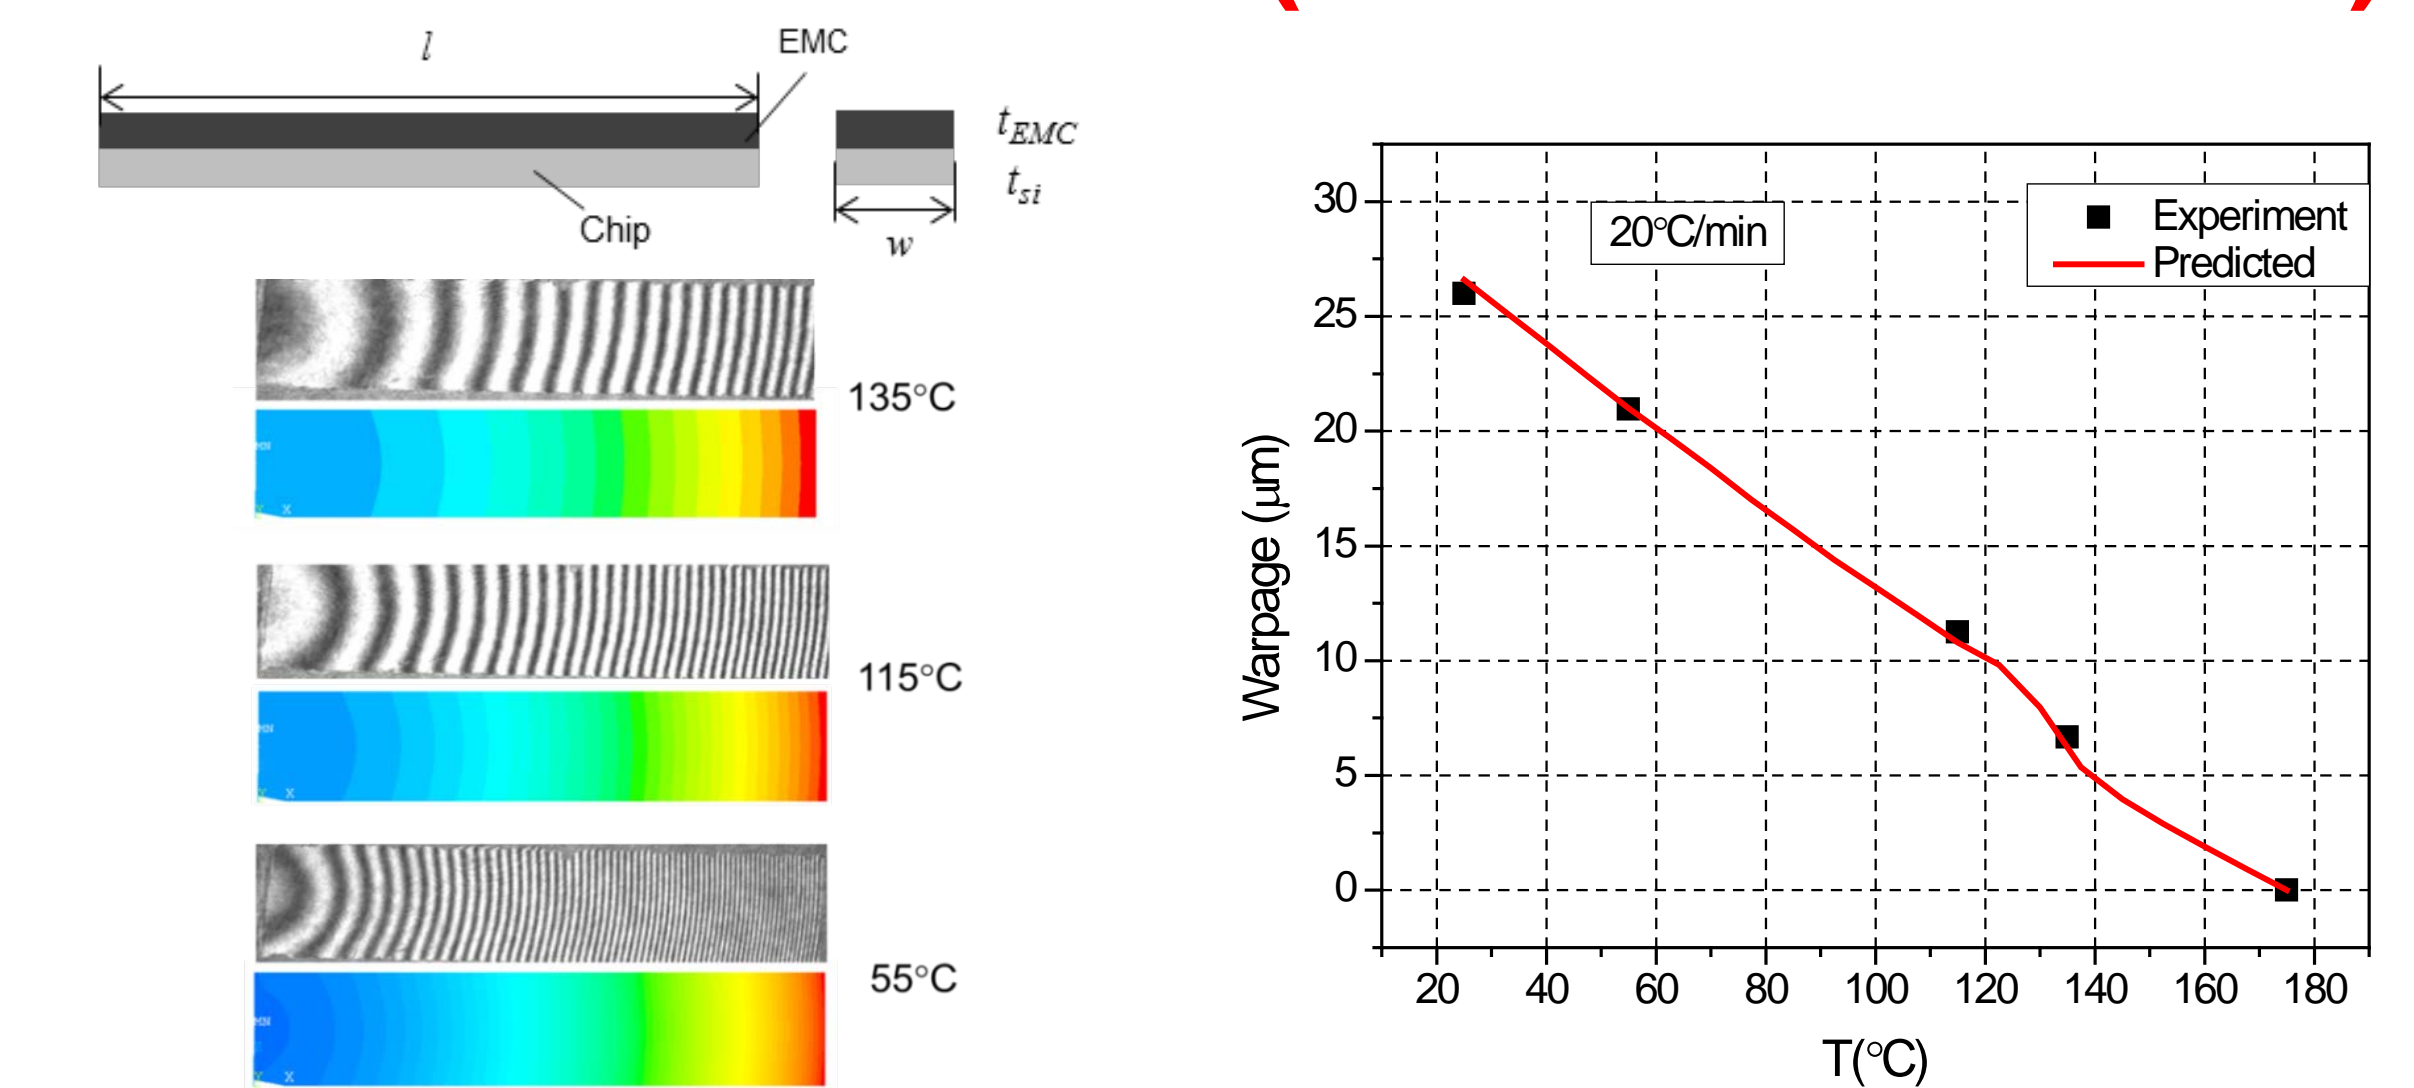 l
EMC
t_EMC
t_si
Chip
w
135°C
115°C
55°C
20°C/min
Experiment
Predicted
Warpage (µm)
30
25
20
15
10
5
0
20 40 60 80 100 120 140 160 180
T(°C)